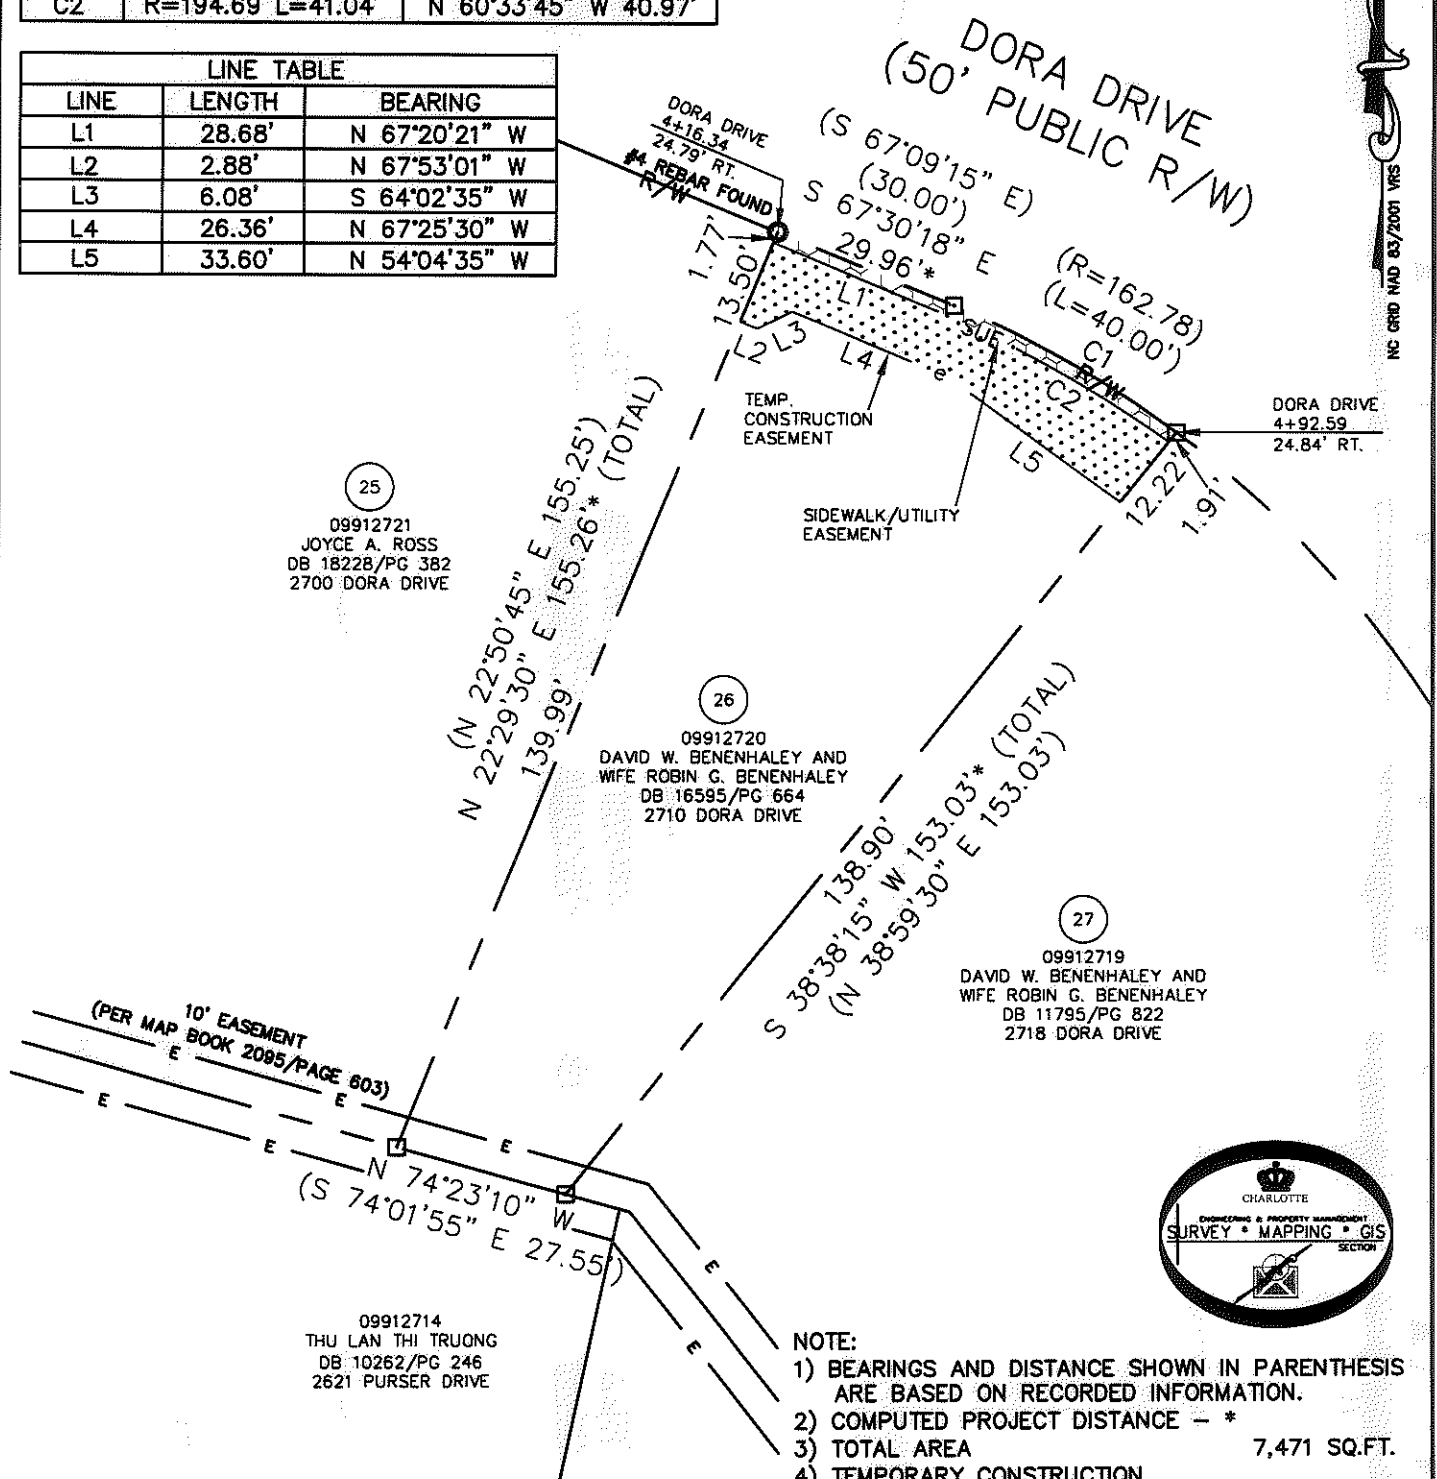 C2 R=194.69 L=41.04' N 60°33'45" W 40.97'
LINE TABLE
LINE LENGTH BEARING
L1 28.68' N 67°20'21" W
L2 2.88' N 67°53'01" W
L3 6.08' S 64°02'35" W
L4 26.36' N 67°25'30" W
L5 33.60' N 54°04'35" W
DORA DRIVE
(50' PUBLIC R/W)
NC GRID NAD 83/2001 VRS
DORA DRIVE
4+16.34
24.79' RT.
#4 REBAR FOUND
R/W
(S 67°09'15" E)
(30.00')
S 67°30'18" E
29.96'*
(R=162.78)
(L=40.00')
C1
R/W
C2
1.77'
13.50'
L1
SUE
L2
L3
L4
e
L5
TEMP.
CONSTRUCTION
EASEMENT
SIDEWALK/UTILITY
EASEMENT
DORA DRIVE
4+92.59
24.84' RT.
12.22'
1.91'
25
09912721
JOYCE A. ROSS
DB 18228/PG 382
2700 DORA DRIVE
(N 22°50'45" E 155.25')
N 22°29'30" E 155.26'* (TOTAL)
139.99'
26
09912720
DAVID W. BENENHALEY AND
WIFE ROBIN G. BENENHALEY
DB 16595/PG 664
2710 DORA DRIVE
138.90'
S 38°38'15" W 153.03'* (TOTAL)
(N 38°59'30" E 153.03')
27
09912719
DAVID W. BENENHALEY AND
WIFE ROBIN G. BENENHALEY
DB 11795/PG 822
2718 DORA DRIVE
10' EASEMENT
(PER MAP BOOK 2095/PAGE 603)
E
E
E
E
E
E
E
N 74°23'10" W
(S 74°01'55" E 27.55')
09912714
THU LAN THI TRUONG
DB 10262/PG 246
2621 PURSER DRIVE
CHARLOTTE
ENGINEERING & PROPERTY MANAGEMENT
SURVEY * MAPPING * GIS
SECTION
NOTE:
1) BEARINGS AND DISTANCE SHOWN IN PARENTHESIS
ARE BASED ON RECORDED INFORMATION.
2) COMPUTED PROJECT DISTANCE - *
3) TOTAL AREA 7,471 SQ.FT.
4) TEMPORARY CONSTRUCTION